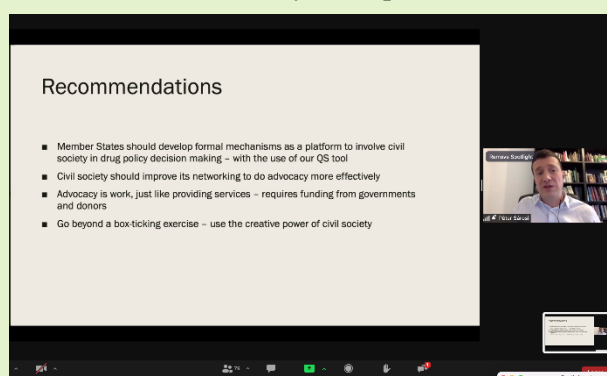 Recommendations
■ Member States should develop formal mechanisms as a platform to involve civil
society in drug policy decision making – with the use of our QS tool
■ Civil society should improve its networking to do advocacy more effectively
■ Advocacy is work, just like providing services – requires funding from governments
and donors
■ Go beyond a box-ticking exercise – use the creative power of civil society
Remove Spotlight
Péter Sárosi